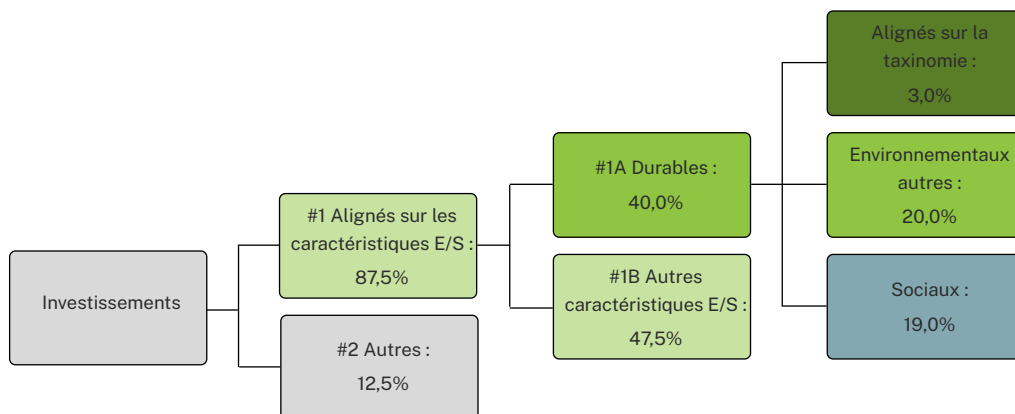 Investissements
#1 Alignés sur les
caractéristiques E/S :
87,5%
#2 Autres :
12,5%
#1A Durables :
40,0%
#1B Autres
caractéristiques E/S :
47,5%
Alignés sur la
taxinomie :
3,0%
Environnementaux
autres :
20,0%
Sociaux :
19,0%